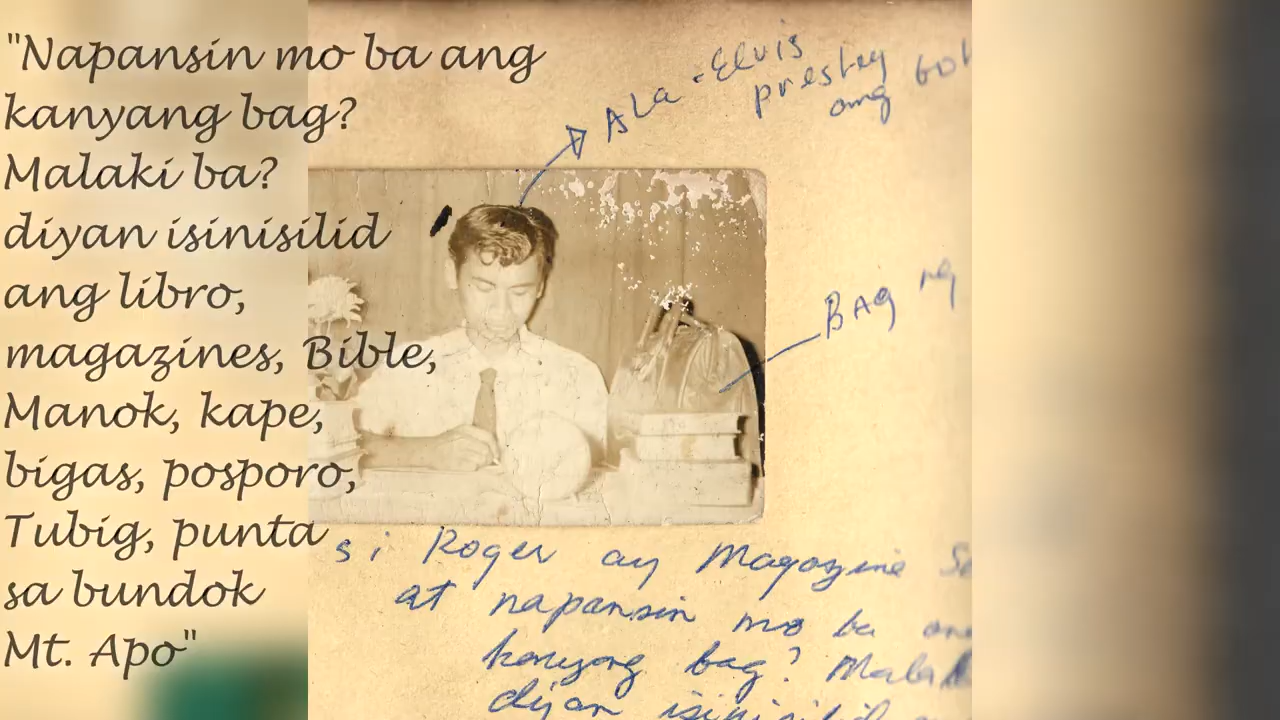 "Napansin mo ba ang
kanyang bag?
Malaki ba?
diyan isinisilid
ang libro,
magazines, Bible,
Manok, kape,
bigas, posporo,
Tubig, punta
sa bundok
Mt. Apo"
ALa-Elvis
presley
ang
BAg ng
si Roger ay Magazine
at napansin mo ba
kanyang bag?
diyan isinisilid